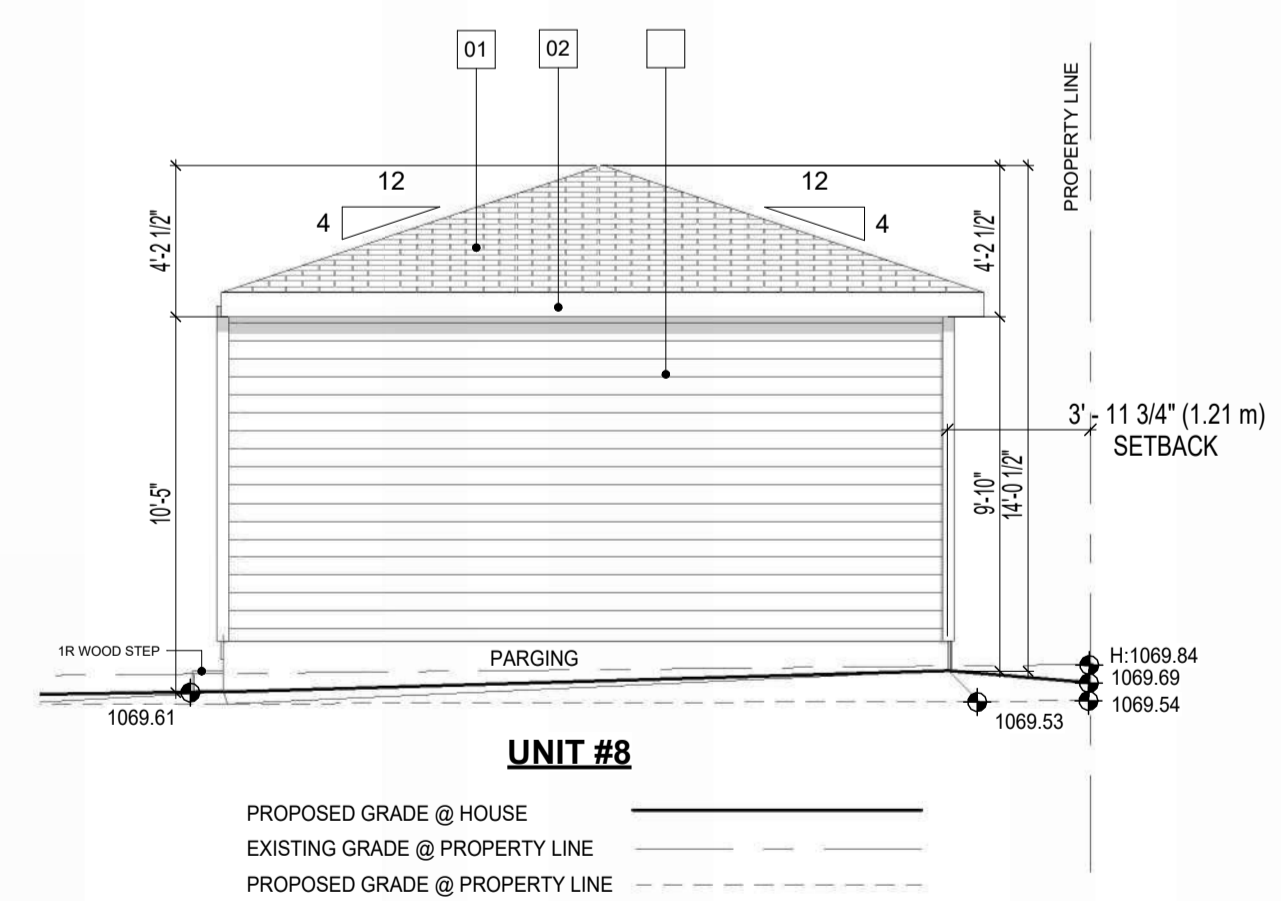 01
02
PROPERTY LINE
12
12
4
4
4'-2 1/2"
4'-2 1/2"
3' - 11 3/4" (1.21 m)
SETBACK
10'-5"
9'-10"
14'-0 1/2"
1R WOOD STEP
PARGING
H:1069.84
1069.69
1069.54
1069.61
1069.53
UNIT #8
PROPOSED GRADE @ HOUSE
EXISTING GRADE @ PROPERTY LINE
PROPOSED GRADE @ PROPERTY LINE